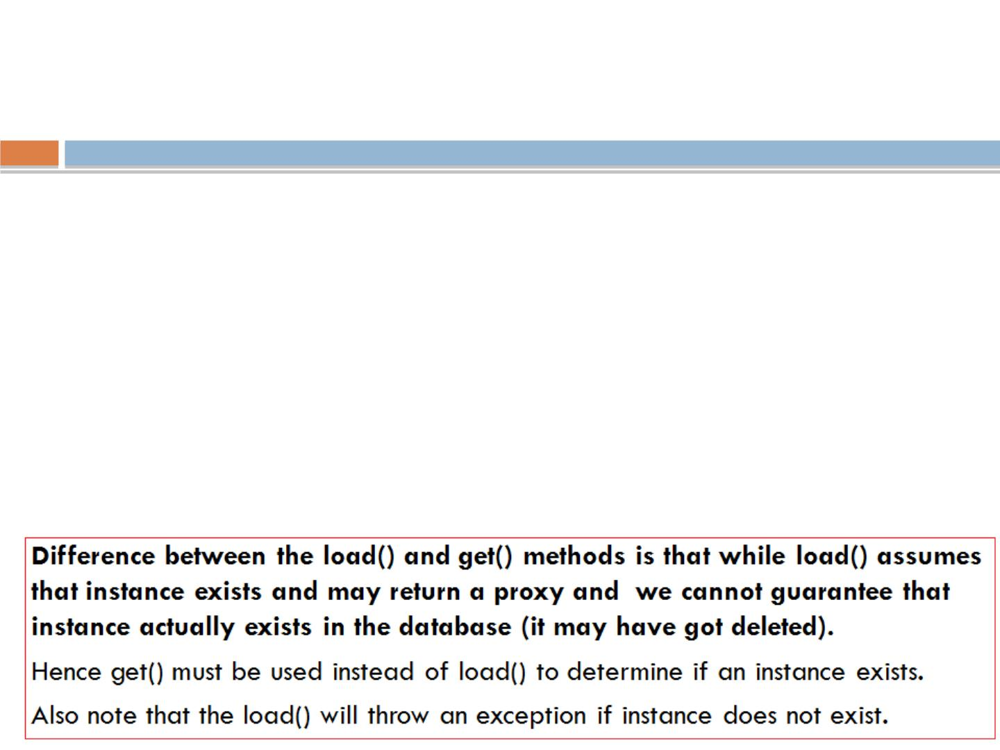 Difference between the load() and get() methods is that while load() assumes
that instance exists and may return a proxy and  we cannot guarantee that
instance actually exists in the database (it may have got deleted).
Hence get() must be used instead of load() to determine if an instance exists.
Also note that the load() will throw an exception if instance does not exist.